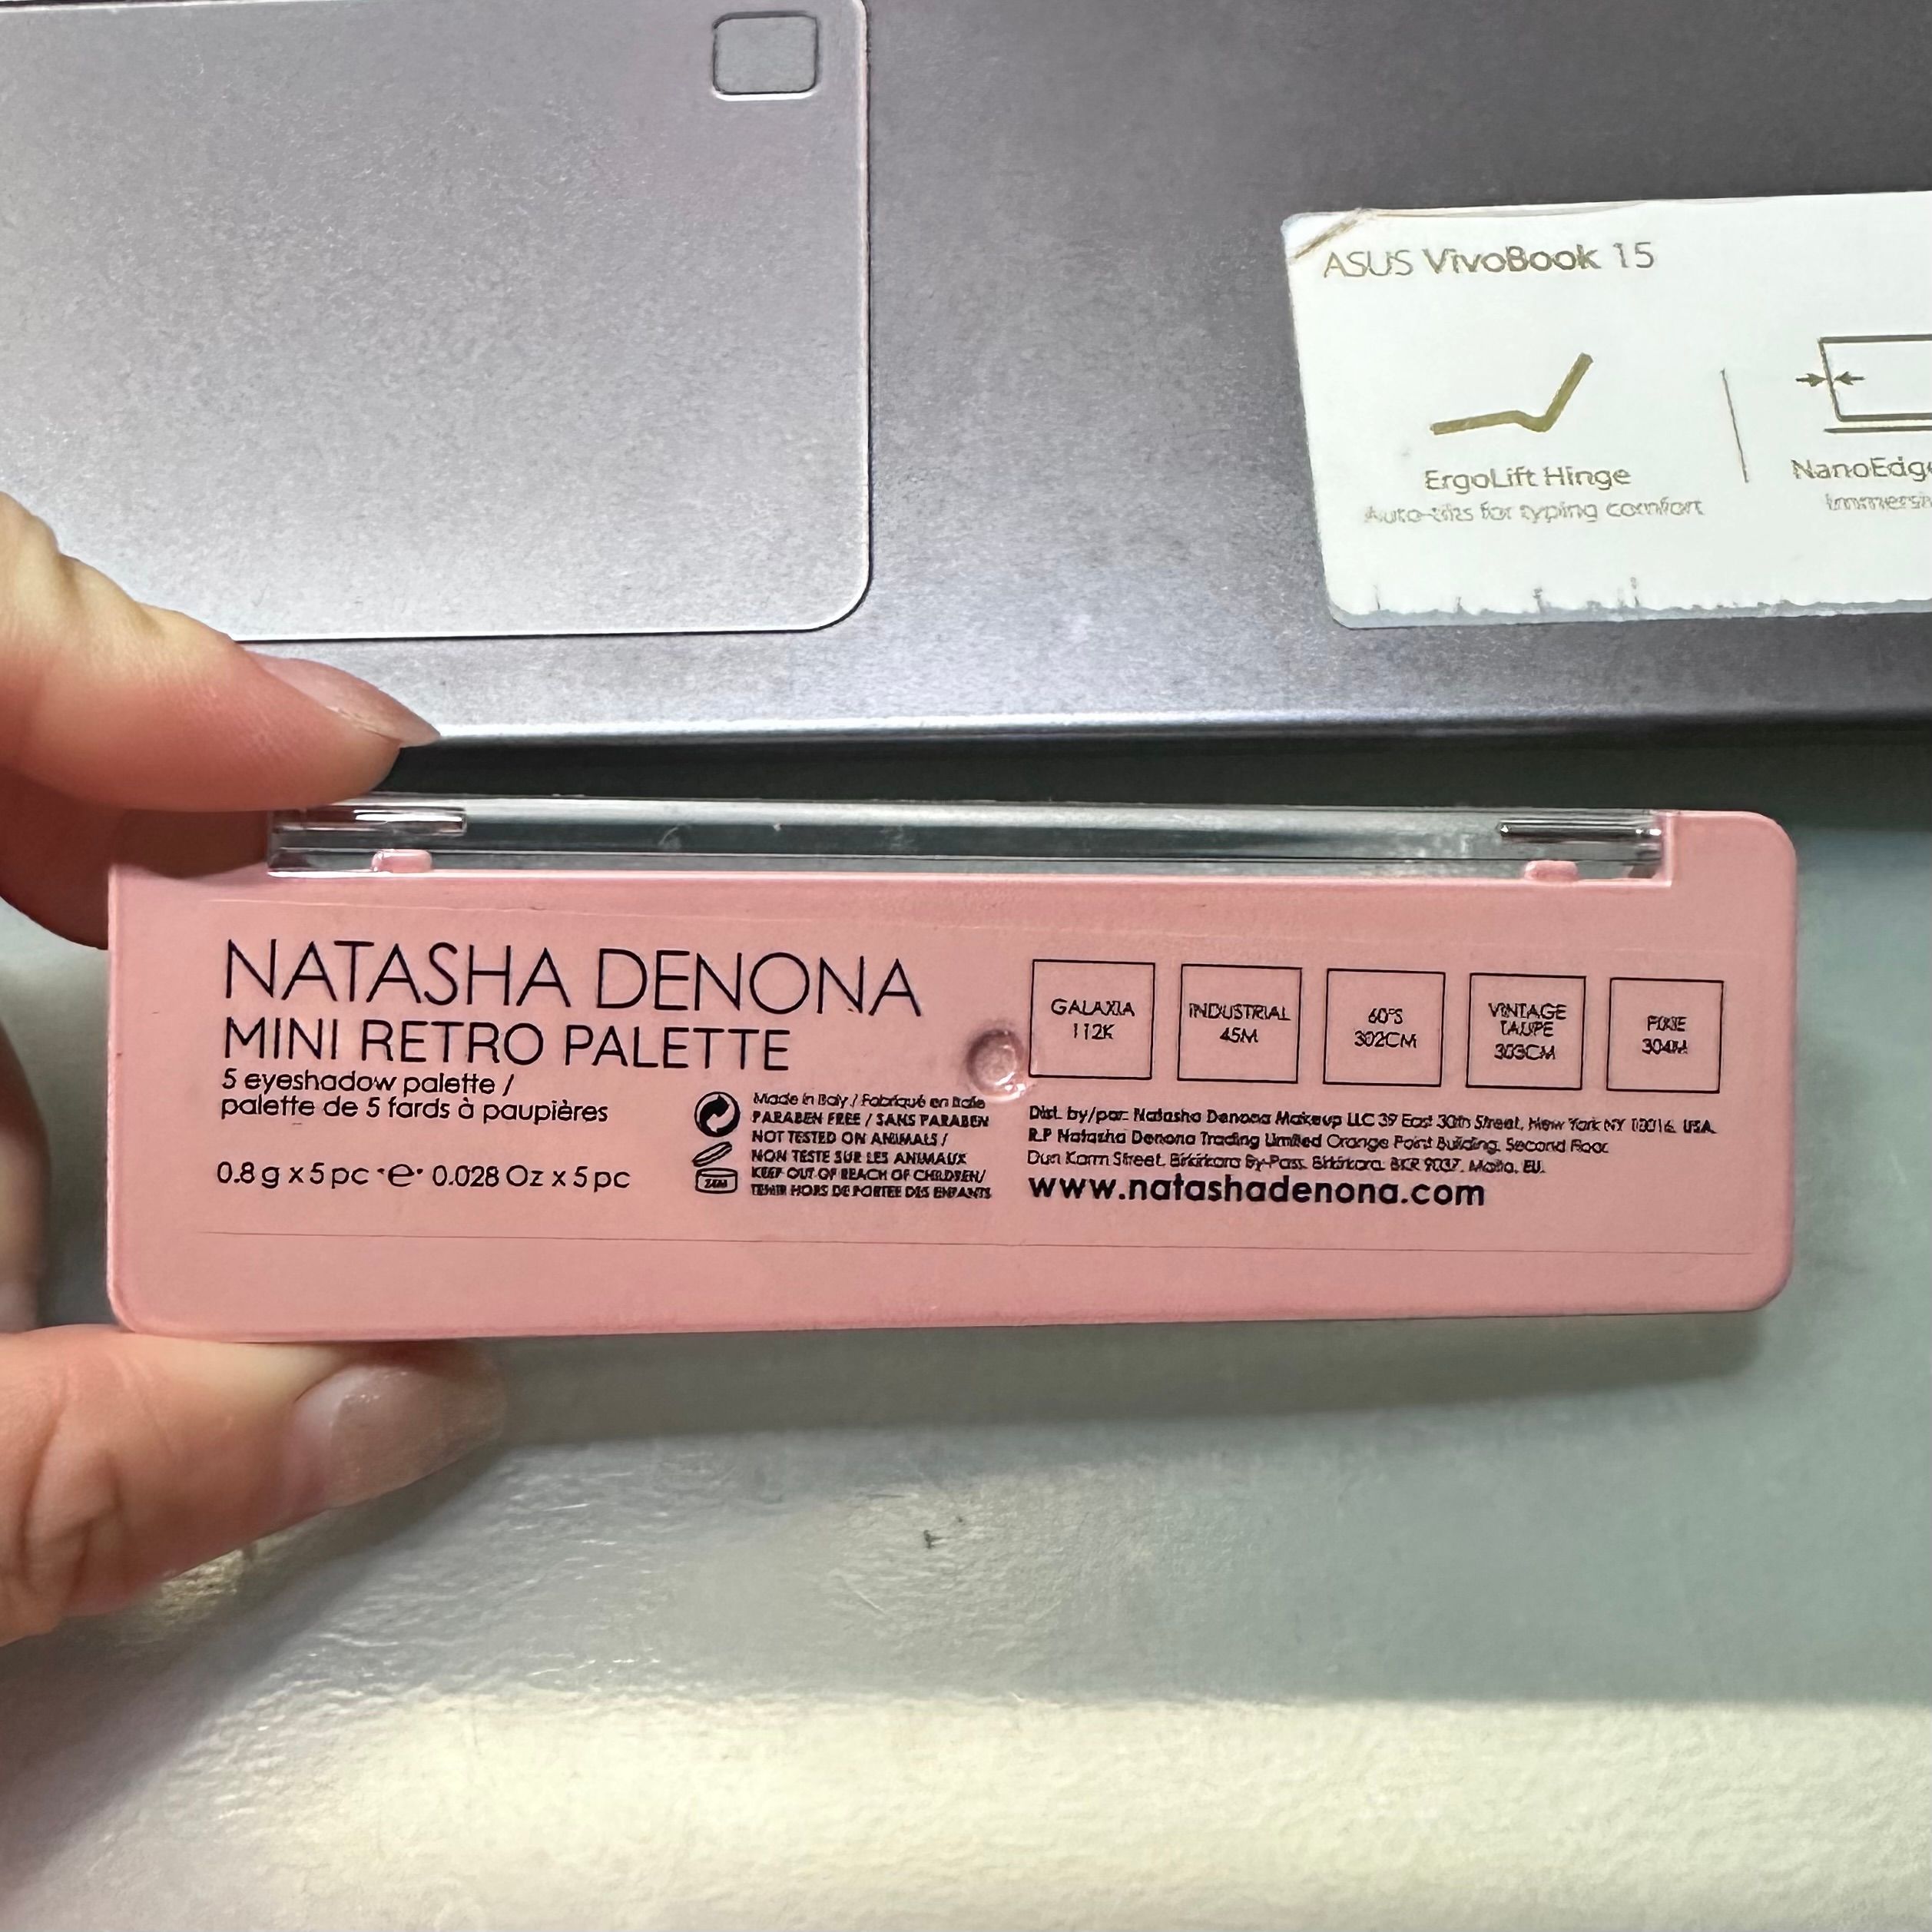 ASUS VivoBook 15
ErgoLift Hinge
Auto-tilts for typing comfort
NanoEdge
NATASHA DENONA
MINI RETRO PALETTE
5 eyeshadow palette /
palette de 5 fards à paupières
0.8 g x 5 pc e 0.028 Oz x 5 pc
Made in Italy / Fabriqué en Italie
PARABEN FREE / SANS PARABEN
NOT TESTED ON ANIMALS /
NON TESTE SUR LES ANIMAUX
KEEP OUT OF REACH OF CHILDREN/
TENIR HORS DE PORTEE DES ENFANTS
24M
GALAXIA
112K
INDUSTRIAL
45M
60'S
302CM
VINTAGE
TAUPE
303CM
304M
Dist. by/par: Natasha Denona Makeup LLC 39 East 30th Street, New York NY 10016, USA.
R.P Natasha Denona Trading Limited Orange Point Building, Second Floor,
Dun Karm Street, Birkirkara By-Pass, Birkirkara, BKR 9037, Malta, EU.
www.natashadenona.com